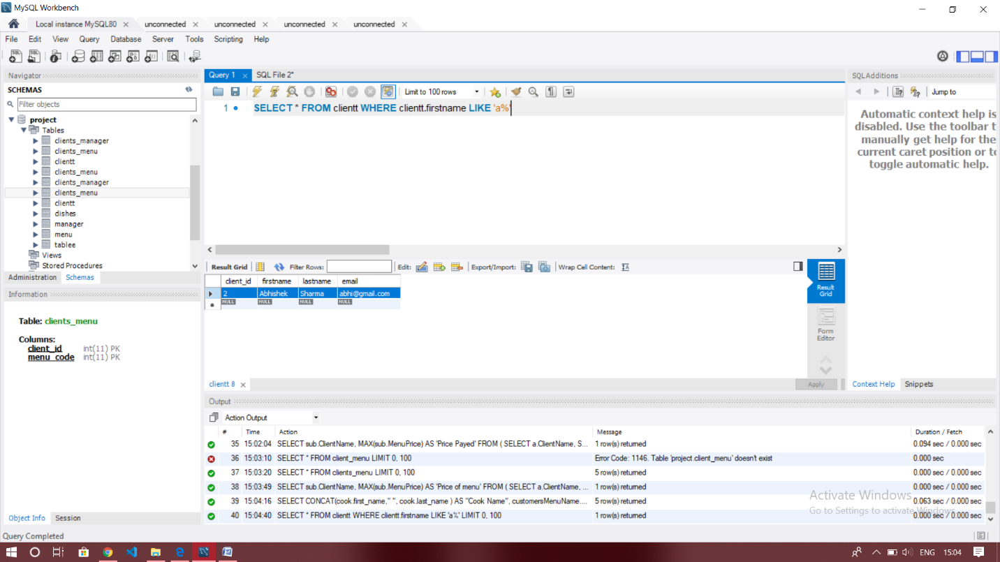 MySQL Workbench
Local instance MySQL80 unconnected unconnected unconnected unconnected
File Edit View Query Database Server Tools Scripting Help
Navigator
SCHEMAS
Filter objects
project
Tables
clients_manager
clients_menu
clientt
clients_menu
clients_manager
clients_menu
clientt
dishes
manager
menu
tablee
Views
Stored Procedures
Administration Schemas
Information
Table: clients_menu
Columns:
client_id int(11) PK
menu_code int(11) PK
Object Info Session
Query 1 SQL File 2*
Limit to 100 rows
1 SELECT * FROM clientt WHERE clientt.firstname LIKE 'a%'
Result Grid Filter Rows: Edit: Export/Import: Wrap Cell Content:
client_id firstname lastname email
2 Abhishek Sharma abhi@gmail.com
NULL NULL NULL NULL
Result
Grid
Form
Editor
clientt 8 Apply
SQLAdditions
Jump to
Automatic context help is
disabled. Use the toolbar t
manually get help for the
current caret position or to
toggle automatic help.
Context Help Snippets
Output
Action Output
# Time Action Message Duration / Fetch
35 15:02:04 SELECT sub.ClientName, MAX(sub.MenuPrice) AS 'Price Payed' FROM ( SELECT a.ClientName, S... 1 row(s) returned 0.094 sec / 0.000 sec
36 15:03:10 SELECT * FROM client_menu LIMIT 0, 100 Error Code: 1146. Table 'project.client_menu' doesn't exist 0.000 sec
37 15:03:20 SELECT * FROM clients_menu LIMIT 0, 100 5 row(s) returned 0.000 sec / 0.000 sec
38 15:03:49 SELECT sub.ClientName, MAX(sub.MenuPrice) AS 'Price of menu' FROM ( SELECT a.ClientName, ... 1 row(s) returned 0.000 sec / 0.000 sec
39 15:04:16 SELECT CONCAT(cook.first_name," ", cook.last_name ) AS "Cook Name", customersMenuName.... 5 row(s) returned 0.063 sec / 0.000 sec
40 15:04:40 SELECT * FROM clientt WHERE clientt.firstname LIKE 'a%' LIMIT 0, 100 1 row(s) returned 0.000 sec / 0.000 sec
Activate Windows
Go to Settings to activate Windows.
Query Completed
ENG 15:04